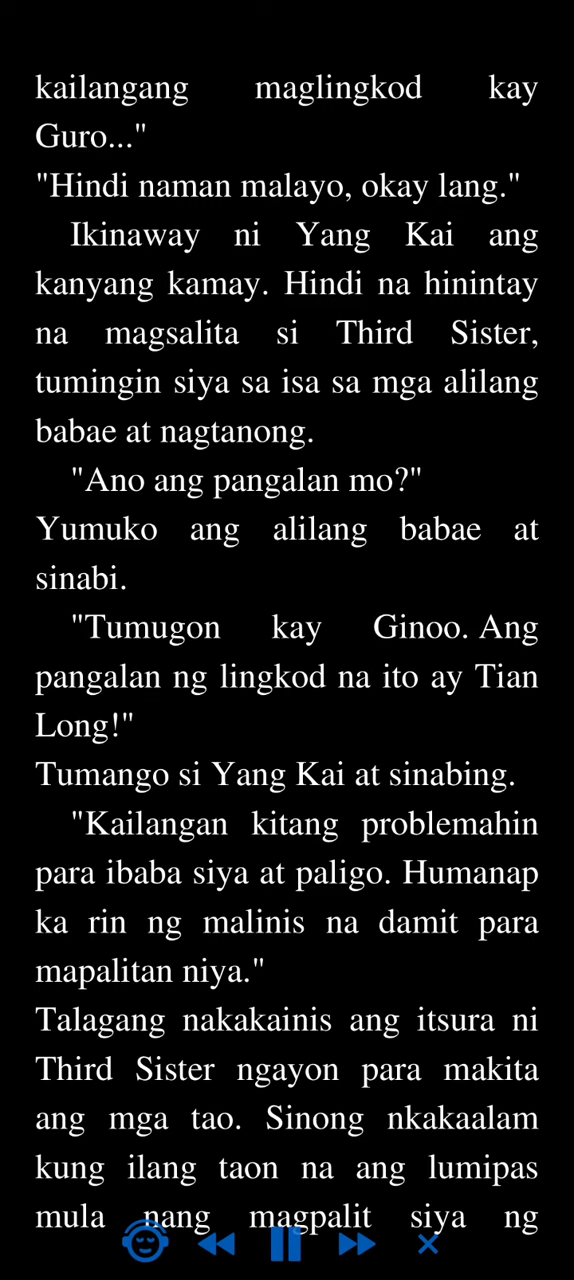 kailangang maglingkod kay
Guro..."
"Hindi naman malayo, okay lang."
Ikinaway ni Yang Kai ang
kanyang kamay. Hindi na hinintay
na magsalita si Third Sister,
tumingin siya sa isa sa mga alilang
babae at nagtanong.
"Ano ang pangalan mo?"
Yumuko ang alilang babae at
sinabi.
"Tumugon kay Ginoo. Ang
pangalan ng lingkod na ito ay Tian
Long!"
Tumango si Yang Kai at sinabing.
"Kailangan kitang problemahin
para ibaba siya at paligo. Humanap
ka rin ng malinis na damit para
mapalitan niya."
Talagang nakakainis ang itsura ni
Third Sister ngayon para makita
ang mga tao. Sinong nkakaalam
kung ilang taon na ang lumipas
mula nang magpalit siya ng